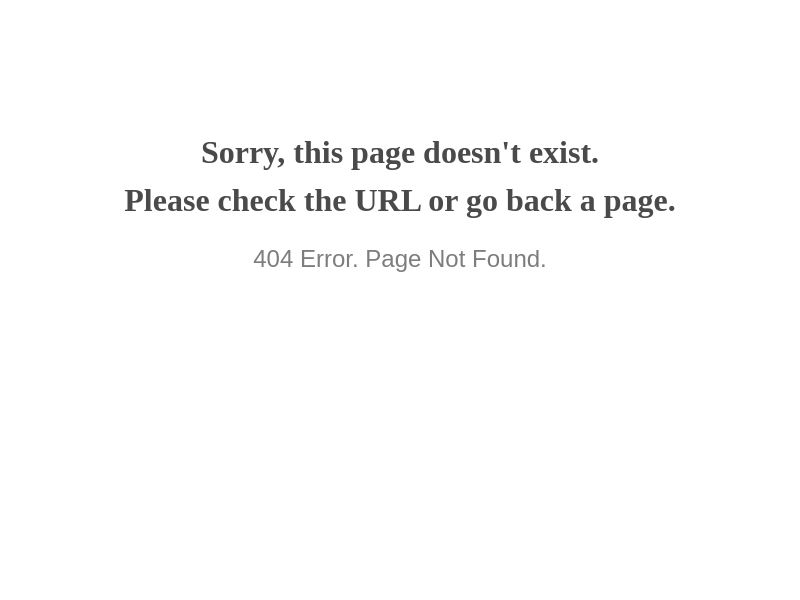 Sorry, this page doesn't exist.
Please check the URL or go back a page.
404 Error. Page Not Found.